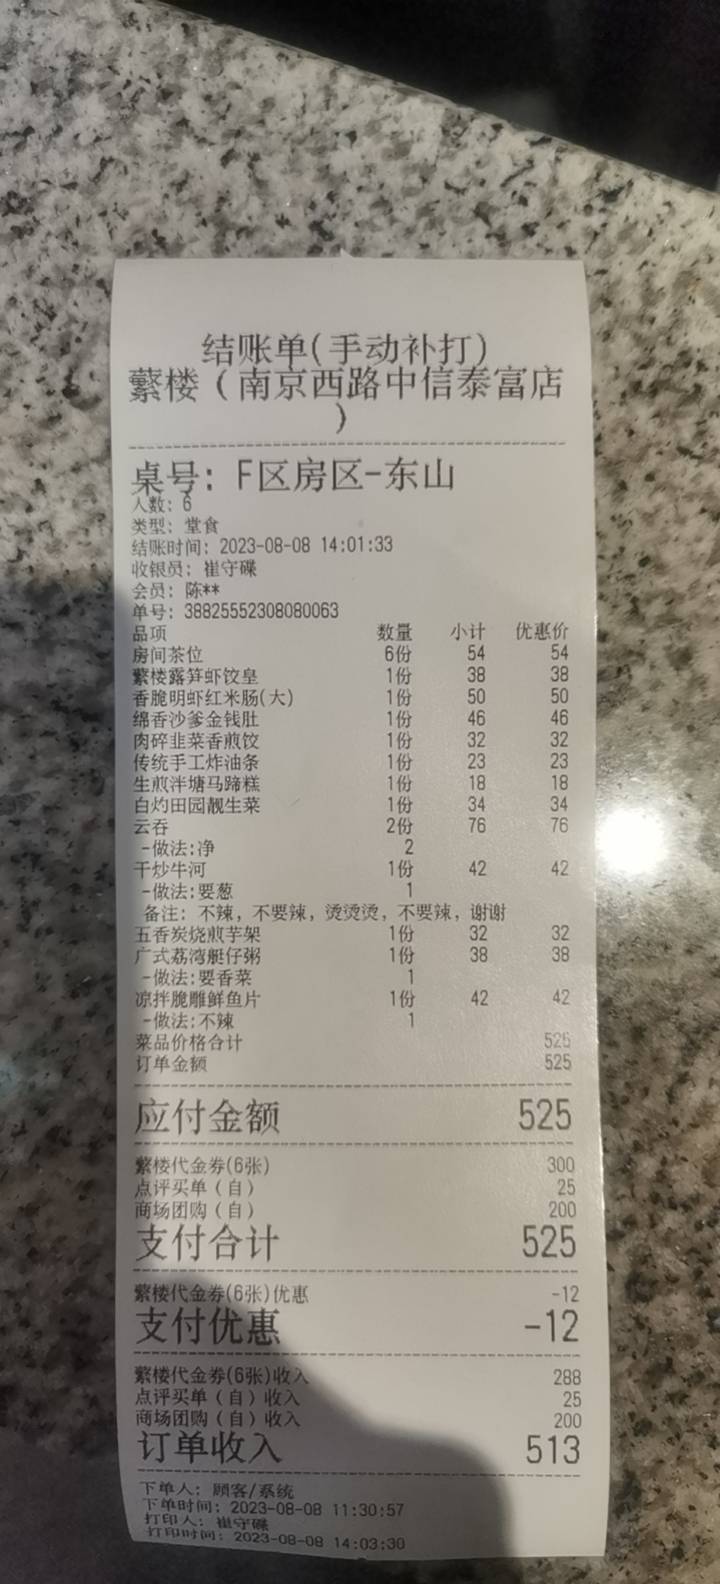 结账单(手动补打)
蘩楼（南京西路中信泰富店
）
桌号: F区房区-东山
人数: 6
类型: 堂食
结账时间: 2023-08-08 14:01:33
收银员: 崔守碟
会员: 陈**
单号: 38825552308080063
品项 数量 小计 优惠价
房间茶位 6份 54 54
蘩楼露笋虾饺皇 1份 38 38
香脆明虾红米肠(大) 1份 50 50
绵香沙爹金钱肚 1份 46 46
肉碎韭菜香煎饺 1份 32 32
传统手工炸油条 1份 23 23
生煎泮塘马蹄糕 1份 18 18
白灼田园靓生菜 1份 34 34
云吞 2份 76 76
-做法:净 2
干炒牛河 1份 42 42
-做法:要葱 1
备注: 不辣, 不要辣, 烫烫烫, 不要辣, 谢谢
五香炭烧煎芋架 1份 32 32
广式荔湾艇仔粥 1份 38 38
-做法:要香菜 1
凉拌脆雕鲜鱼片 1份 42 42
-做法:不辣 1
菜品价格合计 525
订单金额 525
应付金额 525
蘩楼代金券(6张) 300
点评买单（自） 25
商场团购（自） 200
支付合计 525
蘩楼代金券(6张)优惠 -12
支付优惠 -12
蘩楼代金券(6张)收入 288
点评买单（自）收入 25
商场团购（自）收入 200
订单收入 513
下单人: 顾客/系统
下单时间: 2023-08-08 11:30:57
打印人: 崔守碟
打印时间: 2023-08-08 14:03:30